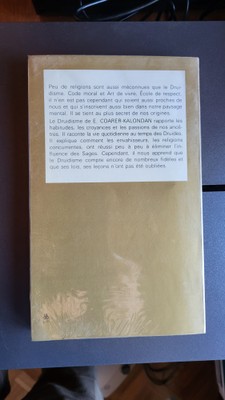 Peu de religions sont aussi méconnues que le Drui-
disme. Code moral et Art de vivre, École de respect,
il n'en est pas cependant qui soient aussi proches de
nous et qui s'inscrivent aussi bien dans notre paysage
mental. Il se tient au plus secret de nos origines.
Le Druidisme de E. COARER-KALONDAN rapporte les
habitudes, les croyances et les passions de nos ancê-
tres. Il raconte la vie quotidienne au temps des Druides.
Il explique comment les envahisseurs, les religions
concurrentes, ont réussi peu à peu à éliminer l'in-
fluence des Sages. Cependant, il nous apprend que
le Druidisme compte encore de nombreux fidèles et
que ses lois, ses leçons n'ont pas été oubliées.